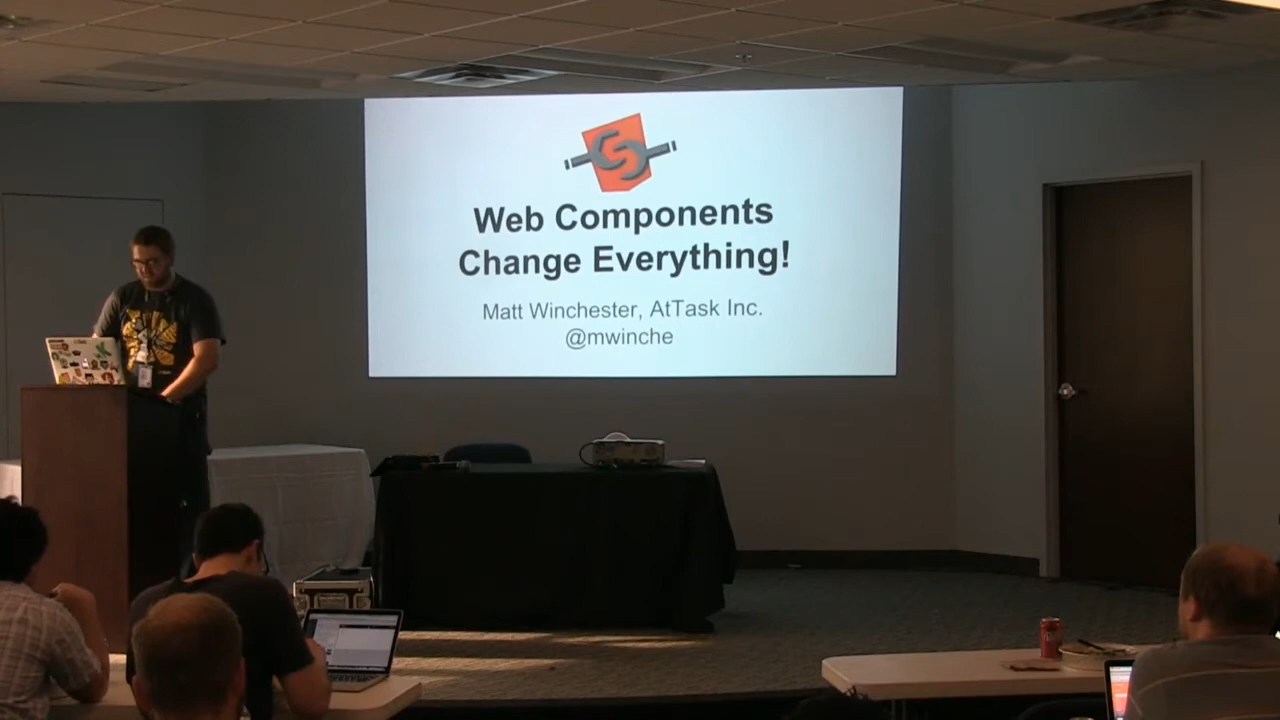 Web Components
Change Everything!
Matt Winchester, AtTask Inc.
@mwinche